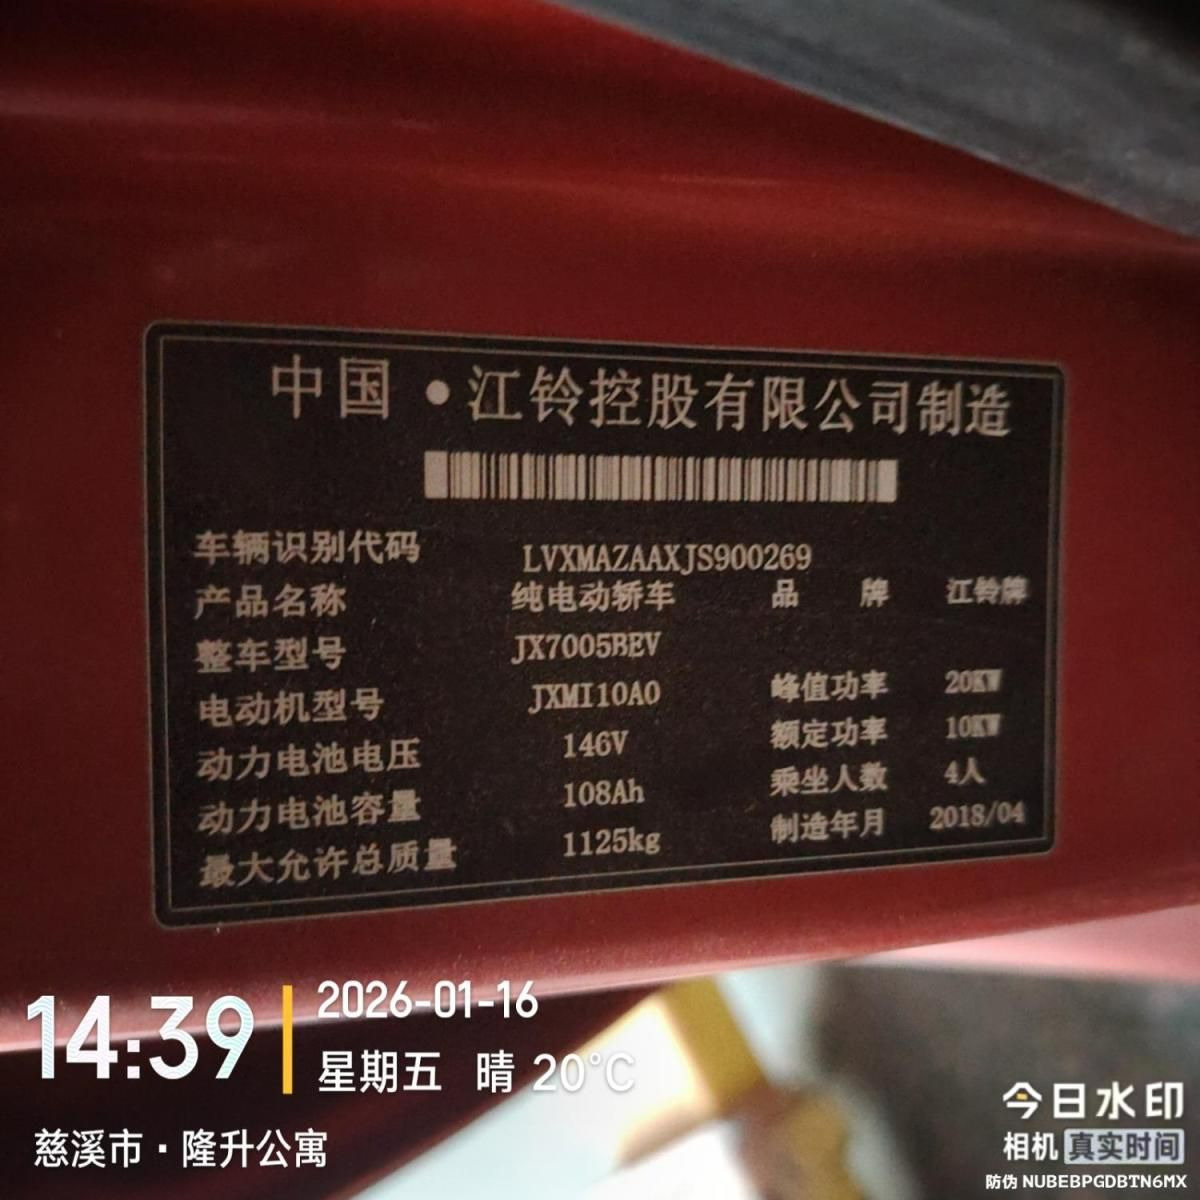 中国·江铃控股有限公司制造
车辆识别代码 LVXMAZAAXJS900269
产品名称 纯电动轿车 品牌 江铃牌
整车型号 JX7005BEV
电动机型号 JXMI10A0 峰值功率 20KW
动力电池电压 146V 额定功率 10KW
动力电池容量 108Ah 乘坐人数 4人
最大允许总质量 1125kg 制造年月 2018/04
14:39
2026-01-16
星期五 晴 20°C
慈溪市·隆升公寓
今日水印
相机 真实时间
防伪 NUBEBPGDBTN6MX